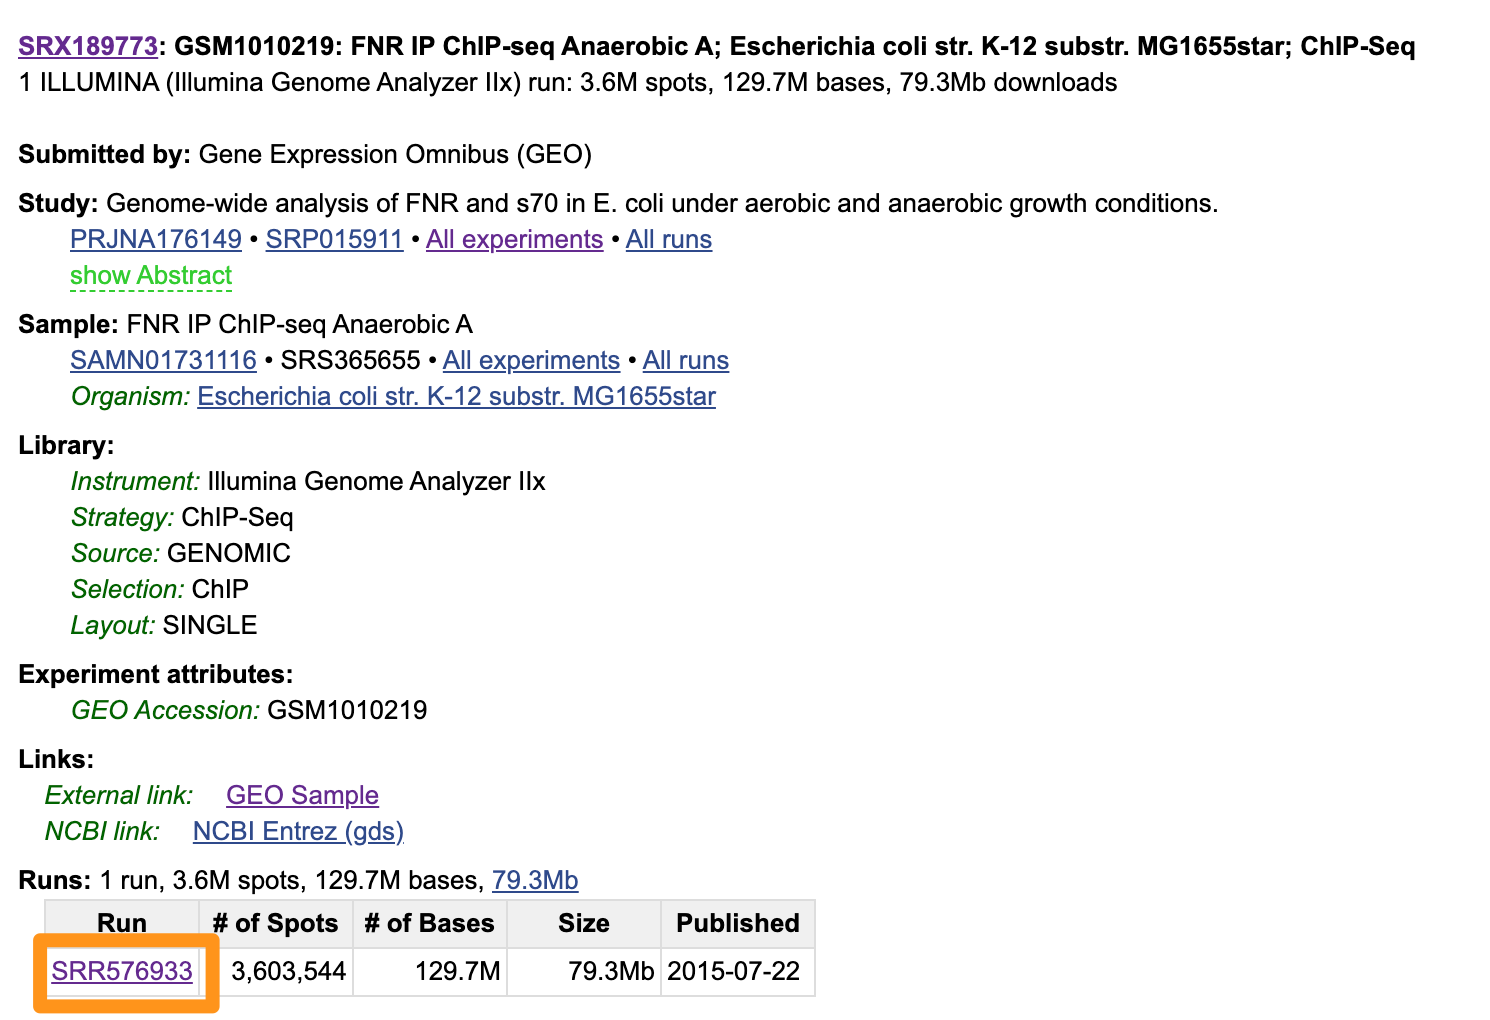 SRX189773: GSM1010219: FNR IP ChIP-seq Anaerobic A; Escherichia coli str. K-12 substr. MG1655star; ChIP-Seq
1 ILLUMINA (Illumina Genome Analyzer IIx) run: 3.6M spots, 129.7M bases, 79.3Mb downloads
Submitted by: Gene Expression Omnibus (GEO)
Study: Genome-wide analysis of FNR and s70 in E. coli under aerobic and anaerobic growth conditions.
PRJNA176149 • SRP015911 • All experiments • All runs
show Abstract
Sample: FNR IP ChIP-seq Anaerobic A
SAMN01731116 • SRS365655 • All experiments • All runs
Organism: Escherichia coli str. K-12 substr. MG1655star
Library:
Instrument: Illumina Genome Analyzer IIx
Strategy: ChIP-Seq
Source: GENOMIC
Selection: ChIP
Layout: SINGLE
Experiment attributes:
GEO Accession: GSM1010219
Links:
External link: GEO Sample
NCBI link: NCBI Entrez (gds)
Runs: 1 run, 3.6M spots, 129.7M bases, 79.3Mb
Run # of Spots # of Bases Size Published
SRR576933 3,603,544 129.7M 79.3Mb 2015-07-22